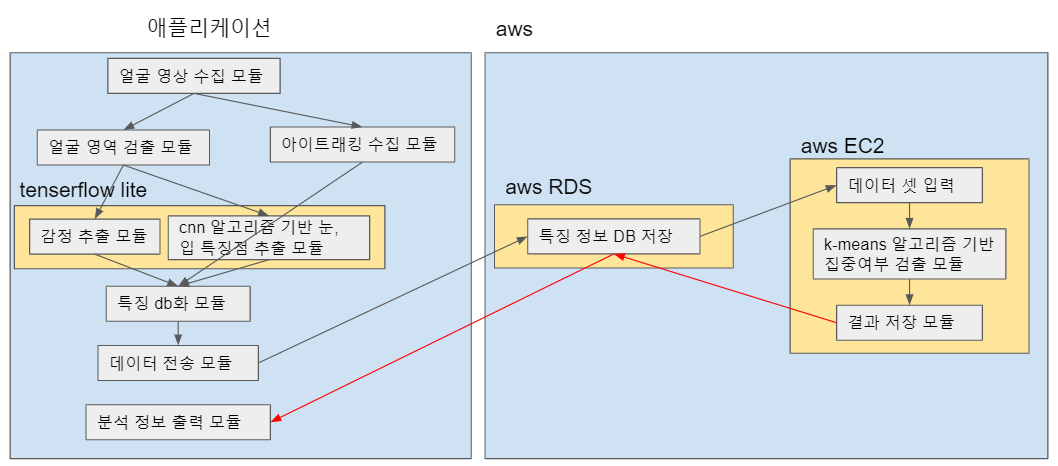 애플리케이션
aws
얼굴 영상 수집 모듈
얼굴 영역 검출 모듈
아이트래킹 수집 모듈
tenserflow lite
감정 추출 모듈
cnn 알고리즘 기반 눈,
입 특징점 추출 모듈
특징 db화 모듈
데이터 전송 모듈
분석 정보 출력 모듈
aws RDS
특징 정보 DB 저장
aws EC2
데이터 셋 입력
k-means 알고리즘 기반
집중여부 검출 모듈
결과 저장 모듈